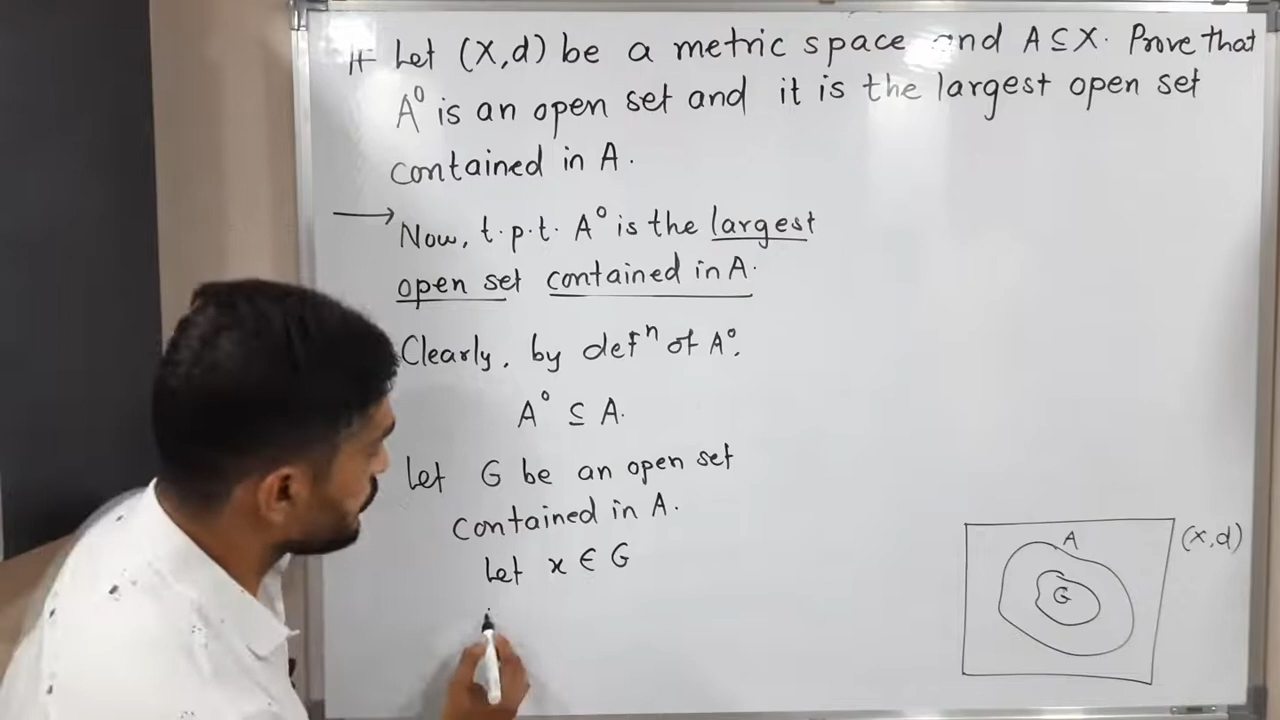 Let (X,d) be a metric space and A ⊆ X. Prove that
A° is an open set and it is the largest open set
contained in A.
→ Now, t.p.t. A° is the largest
open set contained in A.
Clearly, by defⁿ of A°,
A° ⊆ A.
Let G be an open set
contained in A.
Let x ∈ G
A
(X,d)
G